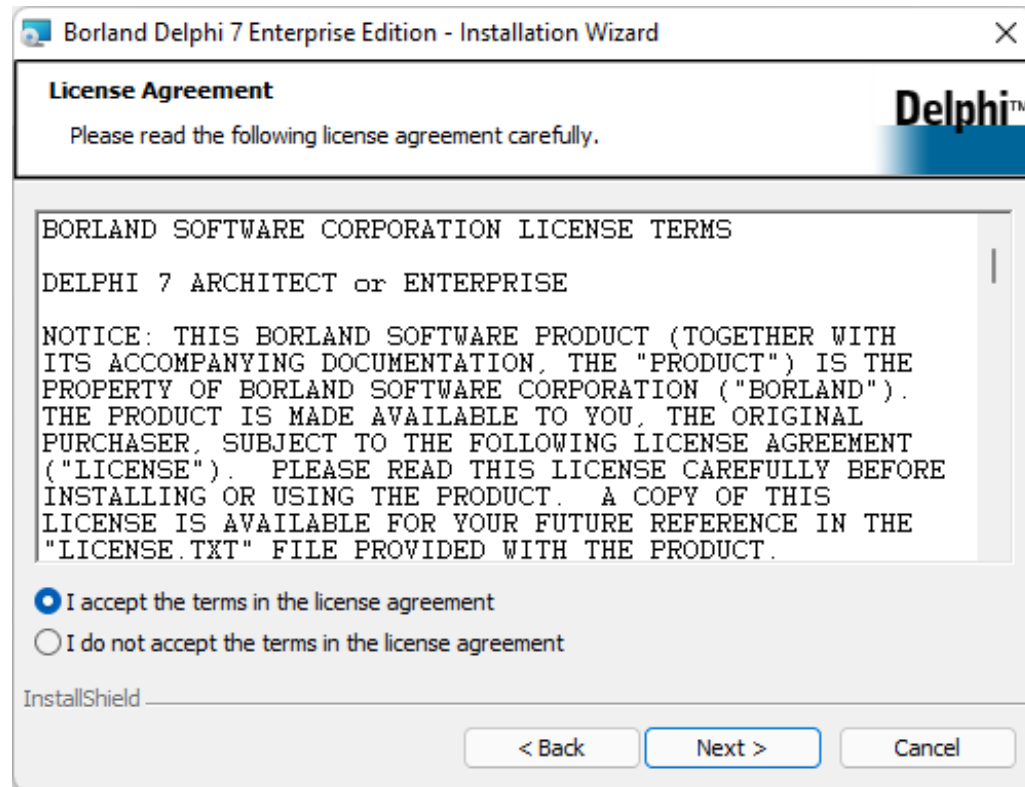 Borland Delphi 7 Enterprise Edition - Installation Wizard
License Agreement
Please read the following license agreement carefully.
Delphi™
BORLAND SOFTWARE CORPORATION LICENSE TERMS
DELPHI 7 ARCHITECT or ENTERPRISE
NOTICE: THIS BORLAND SOFTWARE PRODUCT (TOGETHER WITH
ITS ACCOMPANYING DOCUMENTATION, THE "PRODUCT") IS THE
PROPERTY OF BORLAND SOFTWARE CORPORATION ("BORLAND").
THE PRODUCT IS MADE AVAILABLE TO YOU, THE ORIGINAL
PURCHASER, SUBJECT TO THE FOLLOWING LICENSE AGREEMENT
("LICENSE").  PLEASE READ THIS LICENSE CAREFULLY BEFORE
INSTALLING OR USING THE PRODUCT.  A COPY OF THIS
LICENSE IS AVAILABLE FOR YOUR FUTURE REFERENCE IN THE
"LICENSE.TXT" FILE PROVIDED WITH THE PRODUCT.
I accept the terms in the license agreement
I do not accept the terms in the license agreement
InstallShield
< Back
Next >
Cancel